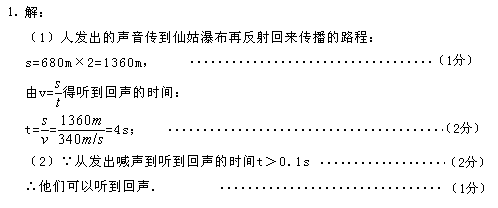 1. 解：
（1）人发出的声音传到仙姑瀑布再反射回来传播的路程：
s=680m×2=1360m， ……………………………………（1分）
由v=s/t得听到回声的时间：
t=s/v=1360m/340m/s=4s； ……………………………………（2分）
（2）∵从发出喊声到听到回声的时间t＞0.1s ……………………（2分）
∴他们可以听到回声． ……………………………（1分）